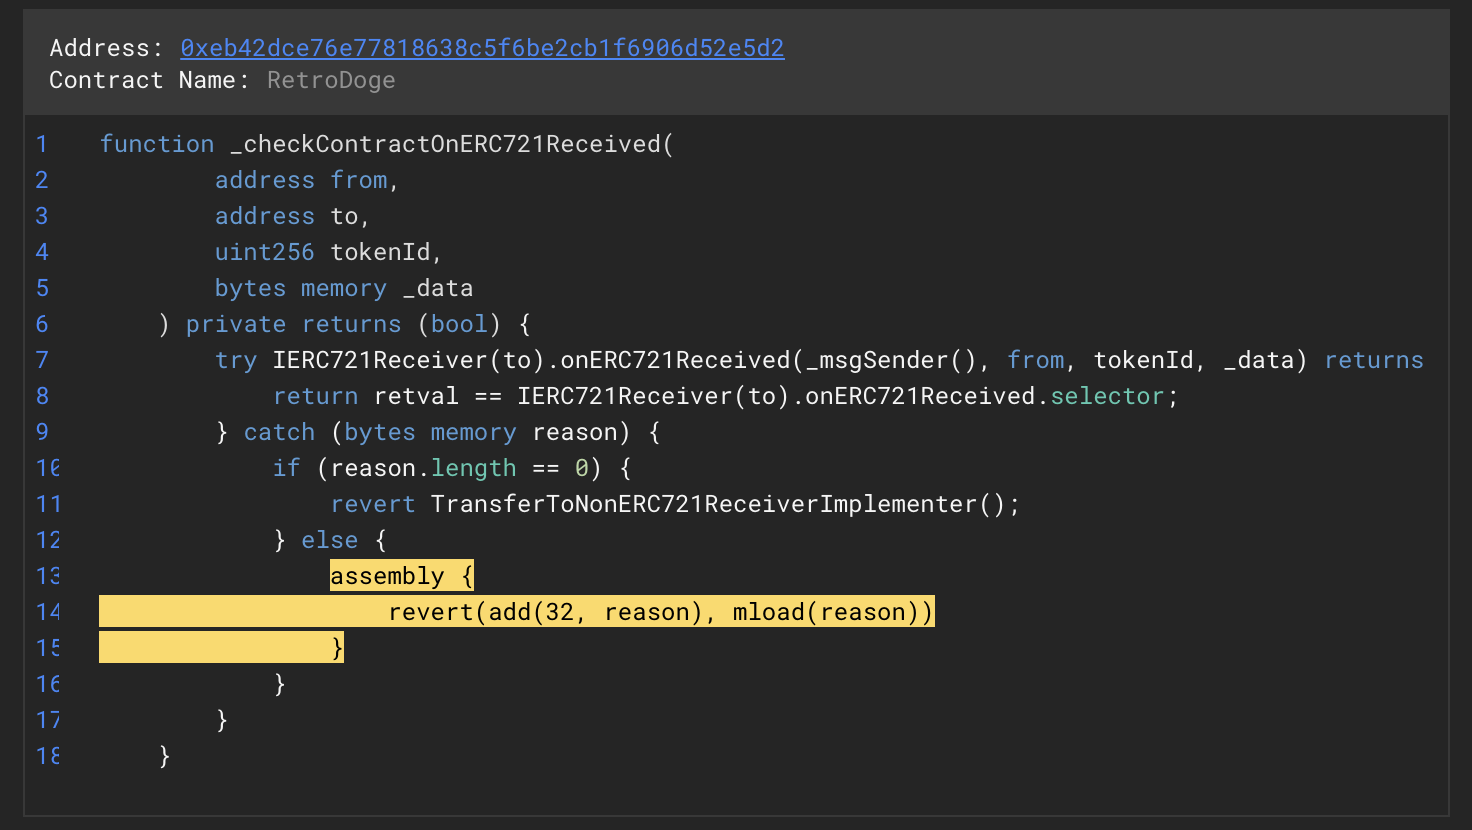 Address: 0xeb42dce76e77818638c5f6be2cb1f6906d52e5d2
Contract Name: RetroDoge
1 function _checkContractOnERC721Received(
2 address from,
3 address to,
4 uint256 tokenId,
5 bytes memory _data
6 ) private returns (bool) {
7 try IERC721Receiver(to).onERC721Received(_msgSender(), from, tokenId, _data) returns
8 return retval == IERC721Receiver(to).onERC721Received.selector;
9 } catch (bytes memory reason) {
10 if (reason.length == 0) {
11 revert TransferToNonERC721ReceiverImplementer();
12 } else {
13 assembly {
14 revert(add(32, reason), mload(reason))
15 }
16 }
17 }
18 }